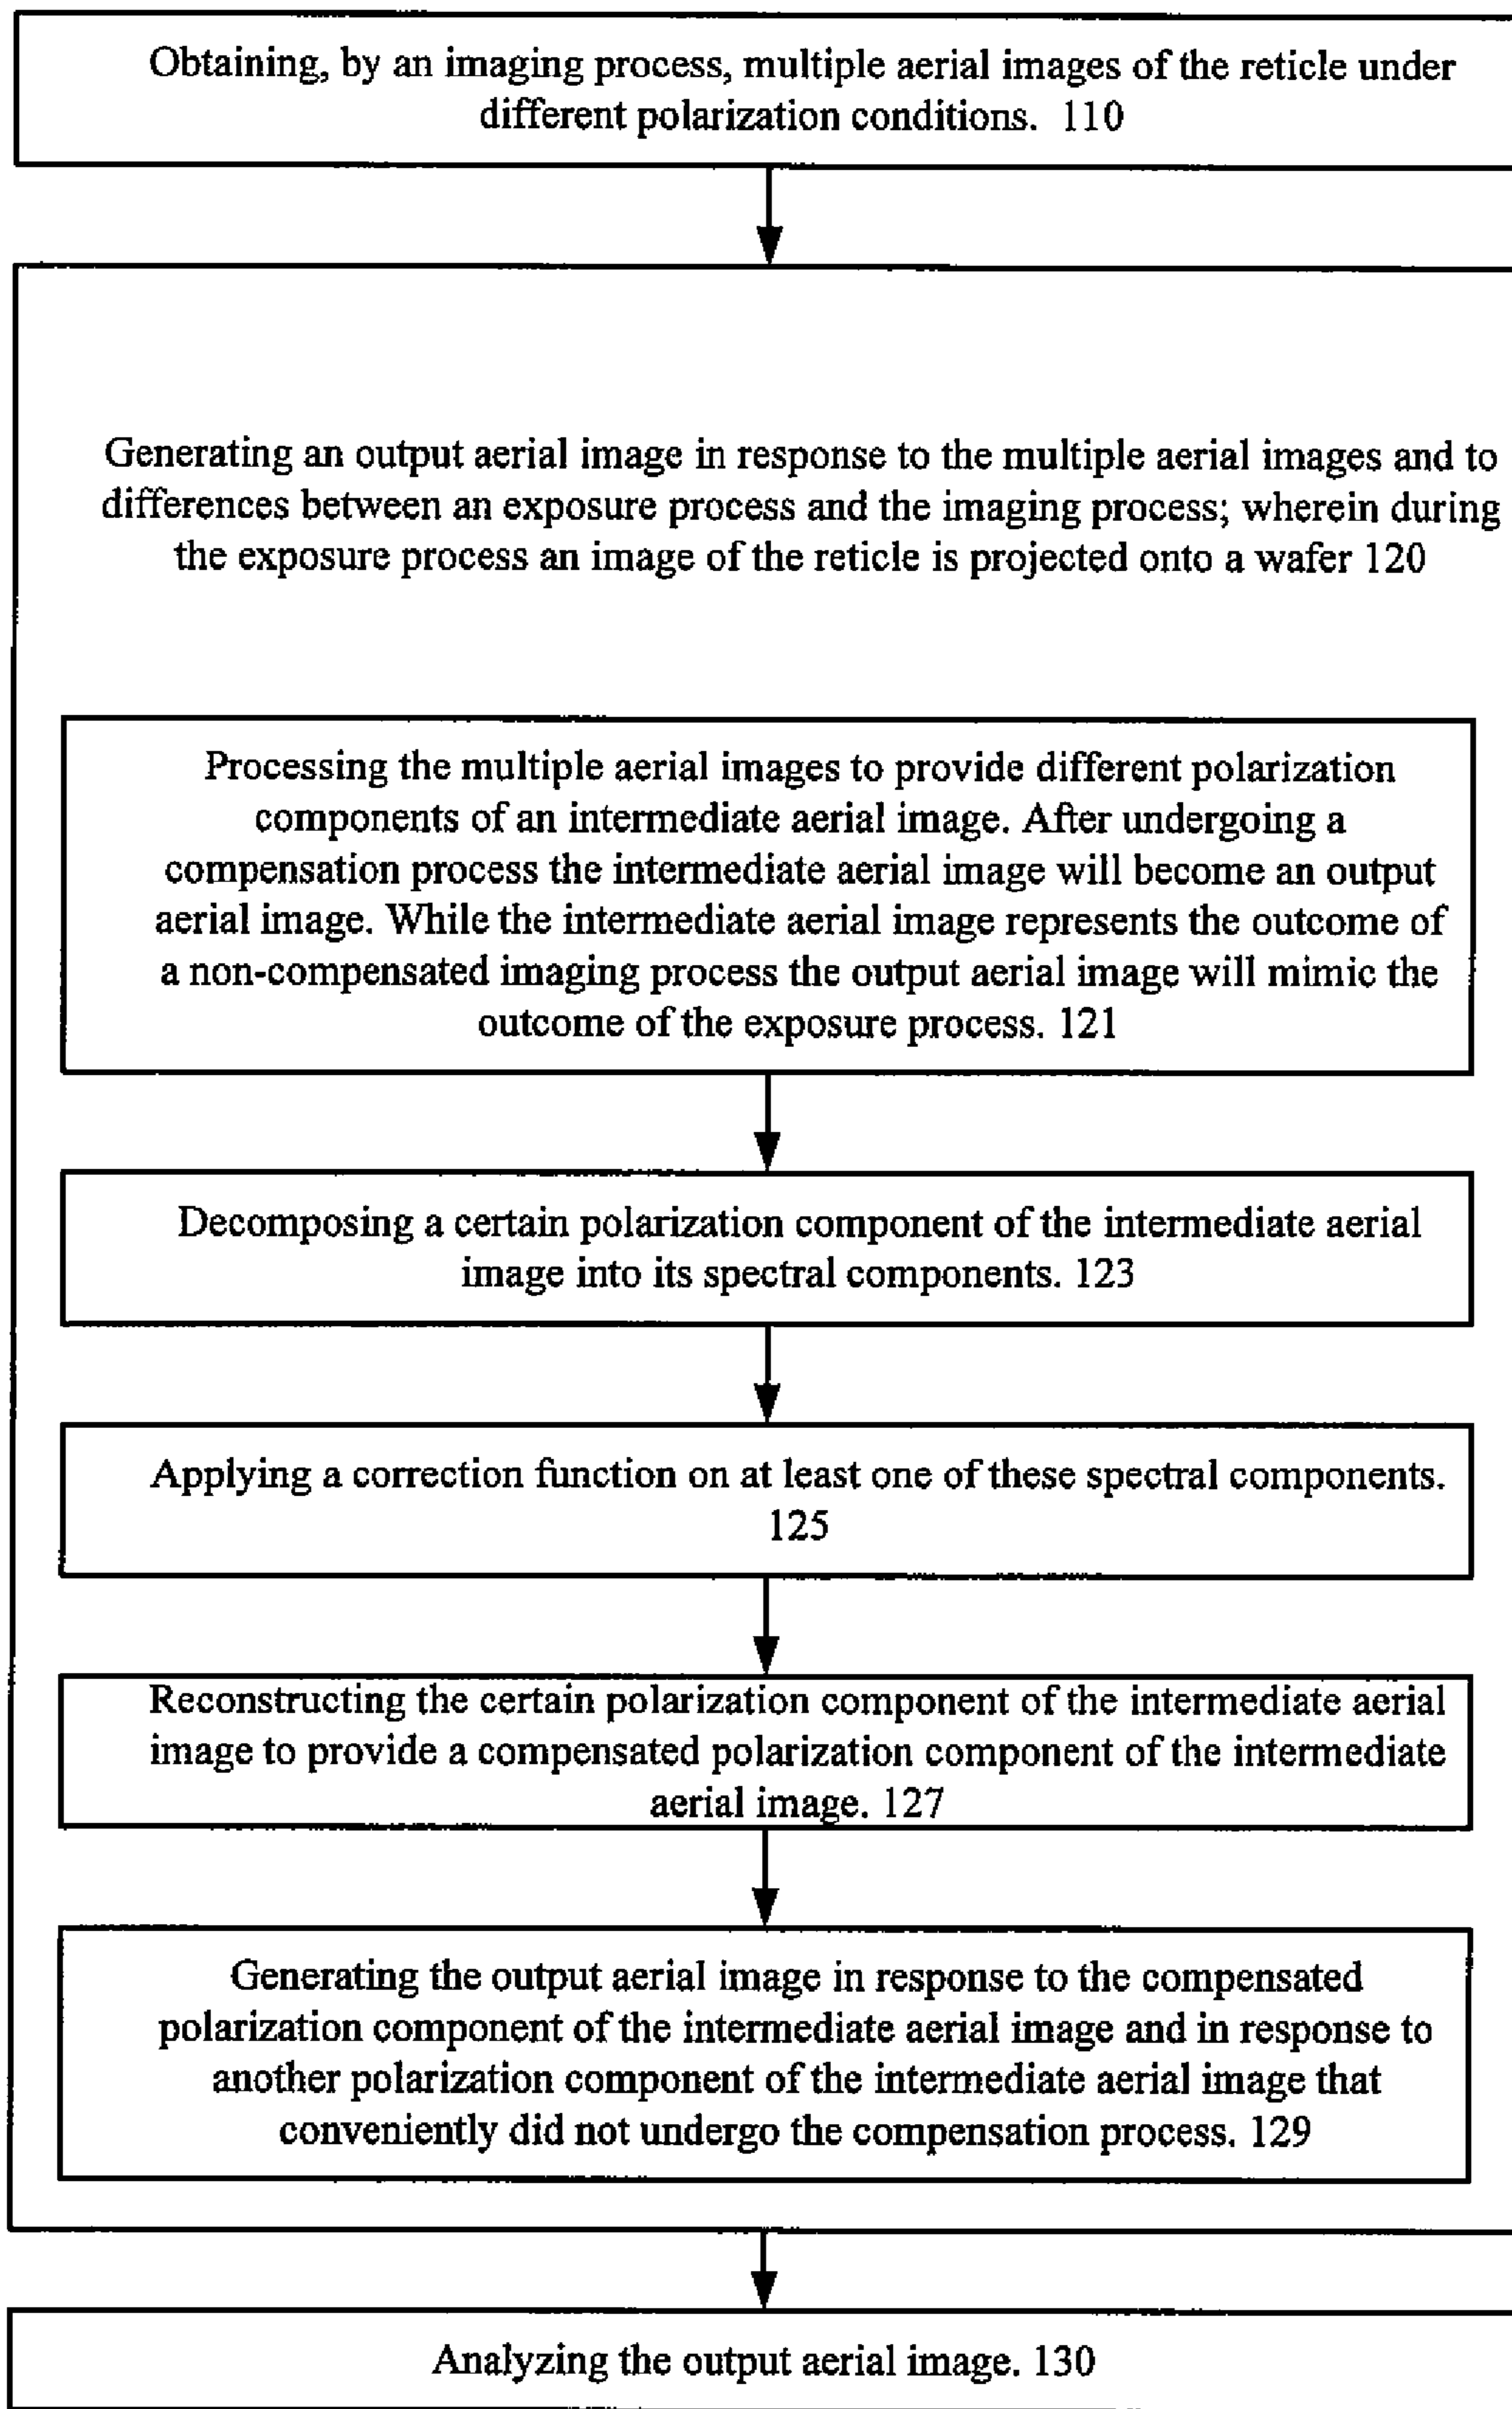 Obtaining, by an imaging process, multiple aerial images of the reticle under
different polarization conditions. 110
Generating an output aerial image in response to the multiple aerial images and to
differences between an exposure process and the imaging process; wherein during
the exposure process an image of the reticle is projected onto a wafer 120
Processing the multiple aerial images to provide different polarization
components of an intermediate aerial image. After undergoing a
compensation process the intermediate aerial image will become an output
aerial image. While the intermediate aerial image represents the outcome of
a non-compensated imaging process the output aerial image will mimic the
outcome of the exposure process. 121
Decomposing a certain polarization component of the intermediate aerial
image into its spectral components. 123
Applying a correction function on at least one of these spectral components.
125
Reconstructing the certain polarization component of the intermediate aerial
image to provide a compensated polarization component of the intermediate
aerial image. 127
Generating the output aerial image in response to the compensated
polarization component of the intermediate aerial image and in response to
another polarization component of the intermediate aerial image that
conveniently did not undergo the compensation process. 129
Analyzing the output aerial image. 130